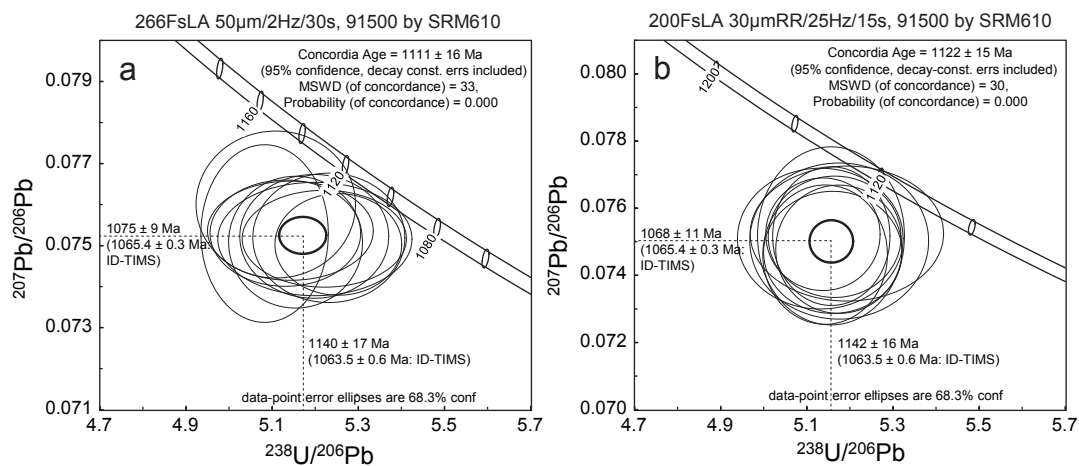 266FsLA 50µm/2Hz/30s, 91500 by SRM610
a
Concordia Age = 1111 ± 16 Ma
(95% confidence, decay const. errs included)
MSWD (of concordance) = 33,
Probability (of concordance) = 0.000
1160
1120
1080
1075 ± 9 Ma
(1065.4 ± 0.3 Ma:
ID-TIMS)
1140 ± 17 Ma
(1063.5 ± 0.6 Ma: ID-TIMS)
data-point error ellipses are 68.3% conf
0.079
0.077
0.075
0.073
0.071
207Pb/206Pb
4.7 4.9 5.1 5.3 5.5 5.7
238U/206Pb
200FsLA 30µmRR/25Hz/15s, 91500 by SRM610
b
Concordia Age = 1122 ± 15 Ma
(95% confidence, decay-const. errs included)
MSWD (of concordance) = 30,
Probability (of concordance) = 0.000
1200
1120
1068 ± 11 Ma
(1065.4 ± 0.3 Ma:
ID-TIMS)
1142 ± 16 Ma
(1063.5 ± 0.6 Ma: ID-TIMS)
data-point error ellipses are 68.3% conf
0.080
0.078
0.076
0.074
0.072
0.070
207Pb/206Pb
4.7 4.9 5.1 5.3 5.5 5.7
238U/206Pb